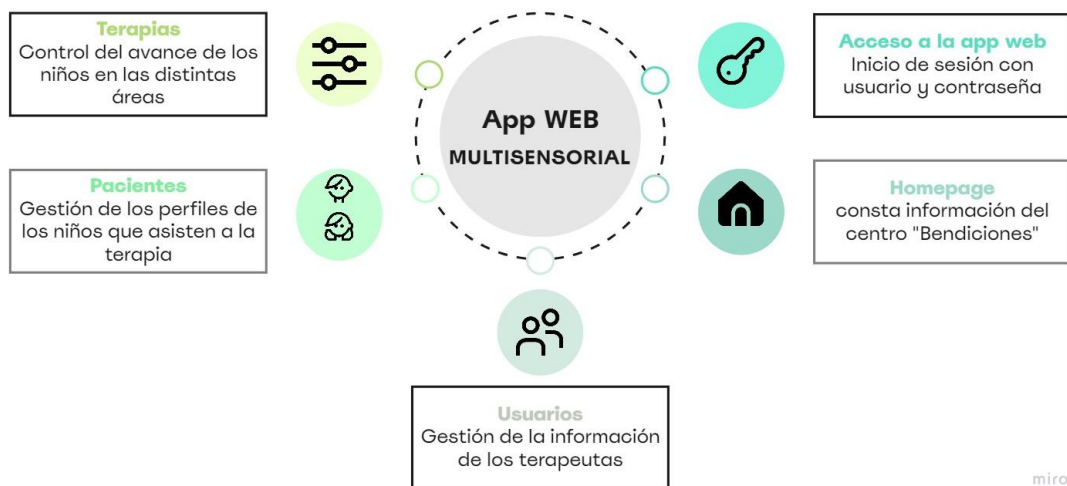 Terapias
Control del avance de los
niños en las distintas
áreas
Pacientes
Gestión de los perfiles de
los niños que asisten a la
terapia
App WEB
MULTISENSORIAL
Acceso a la app web
Inicio de sesión con
usuario y contraseña
Homepage
consta información del
centro "Bendiciones"
Usuarios
Gestión de la información
de los terapeutas
miro